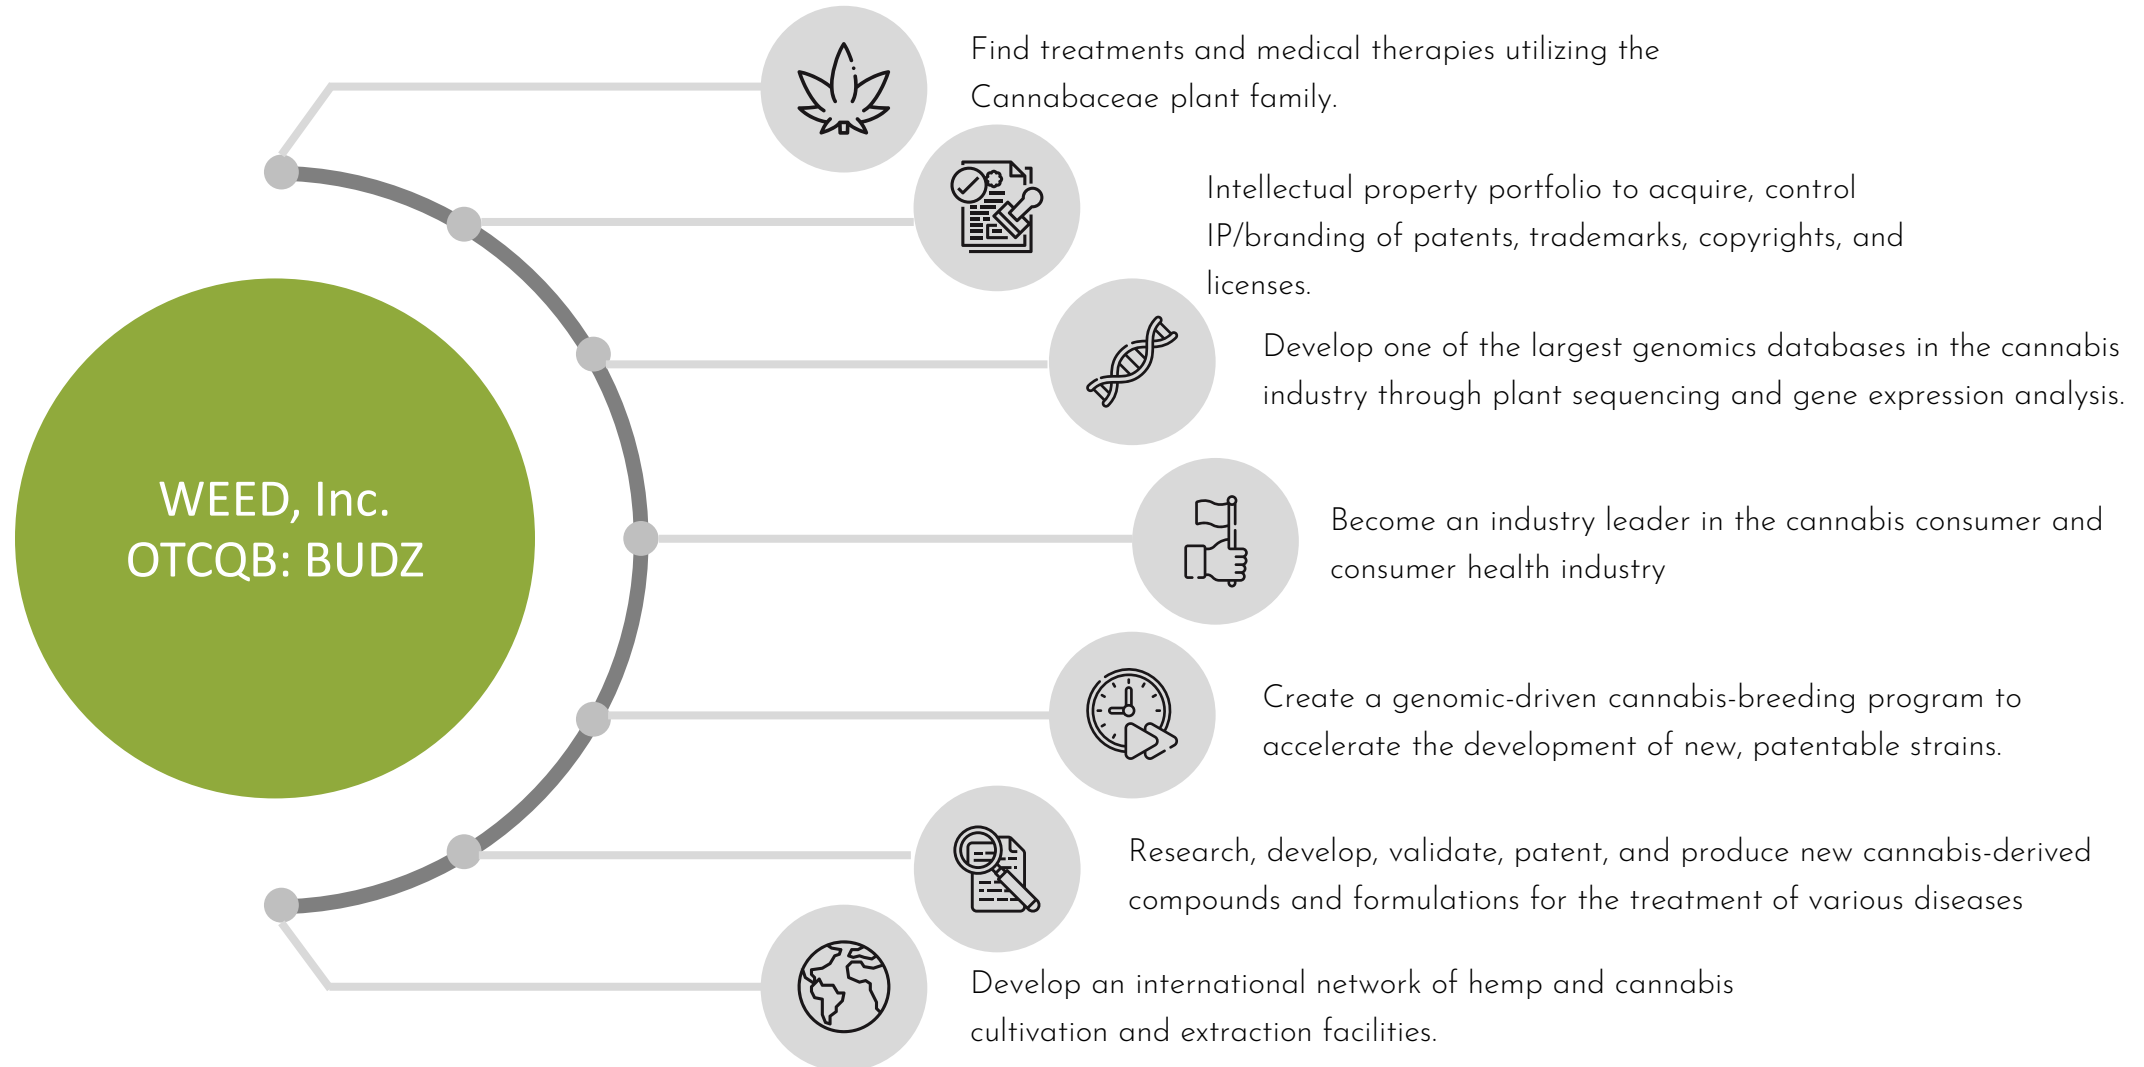 Find treatments and medical therapies utilizing the
Cannabaceae plant family.
Intellectual property portfolio to acquire, control
IP/branding of patents, trademarks, copyrights, and
licenses.
Develop one of the largest genomics databases in the cannabis
industry through plant sequencing and gene expression analysis.
WEED, Inc.
OTCQB: BUDZ
Become an industry leader in the cannabis consumer and
consumer health industry
Create a genomic-driven cannabis-breeding program to
accelerate the development of new, patentable strains.
Research, develop, validate, patent, and produce new cannabis-derived
compounds and formulations for the treatment of various diseases
Develop an international network of hemp and cannabis
cultivation and extraction facilities.